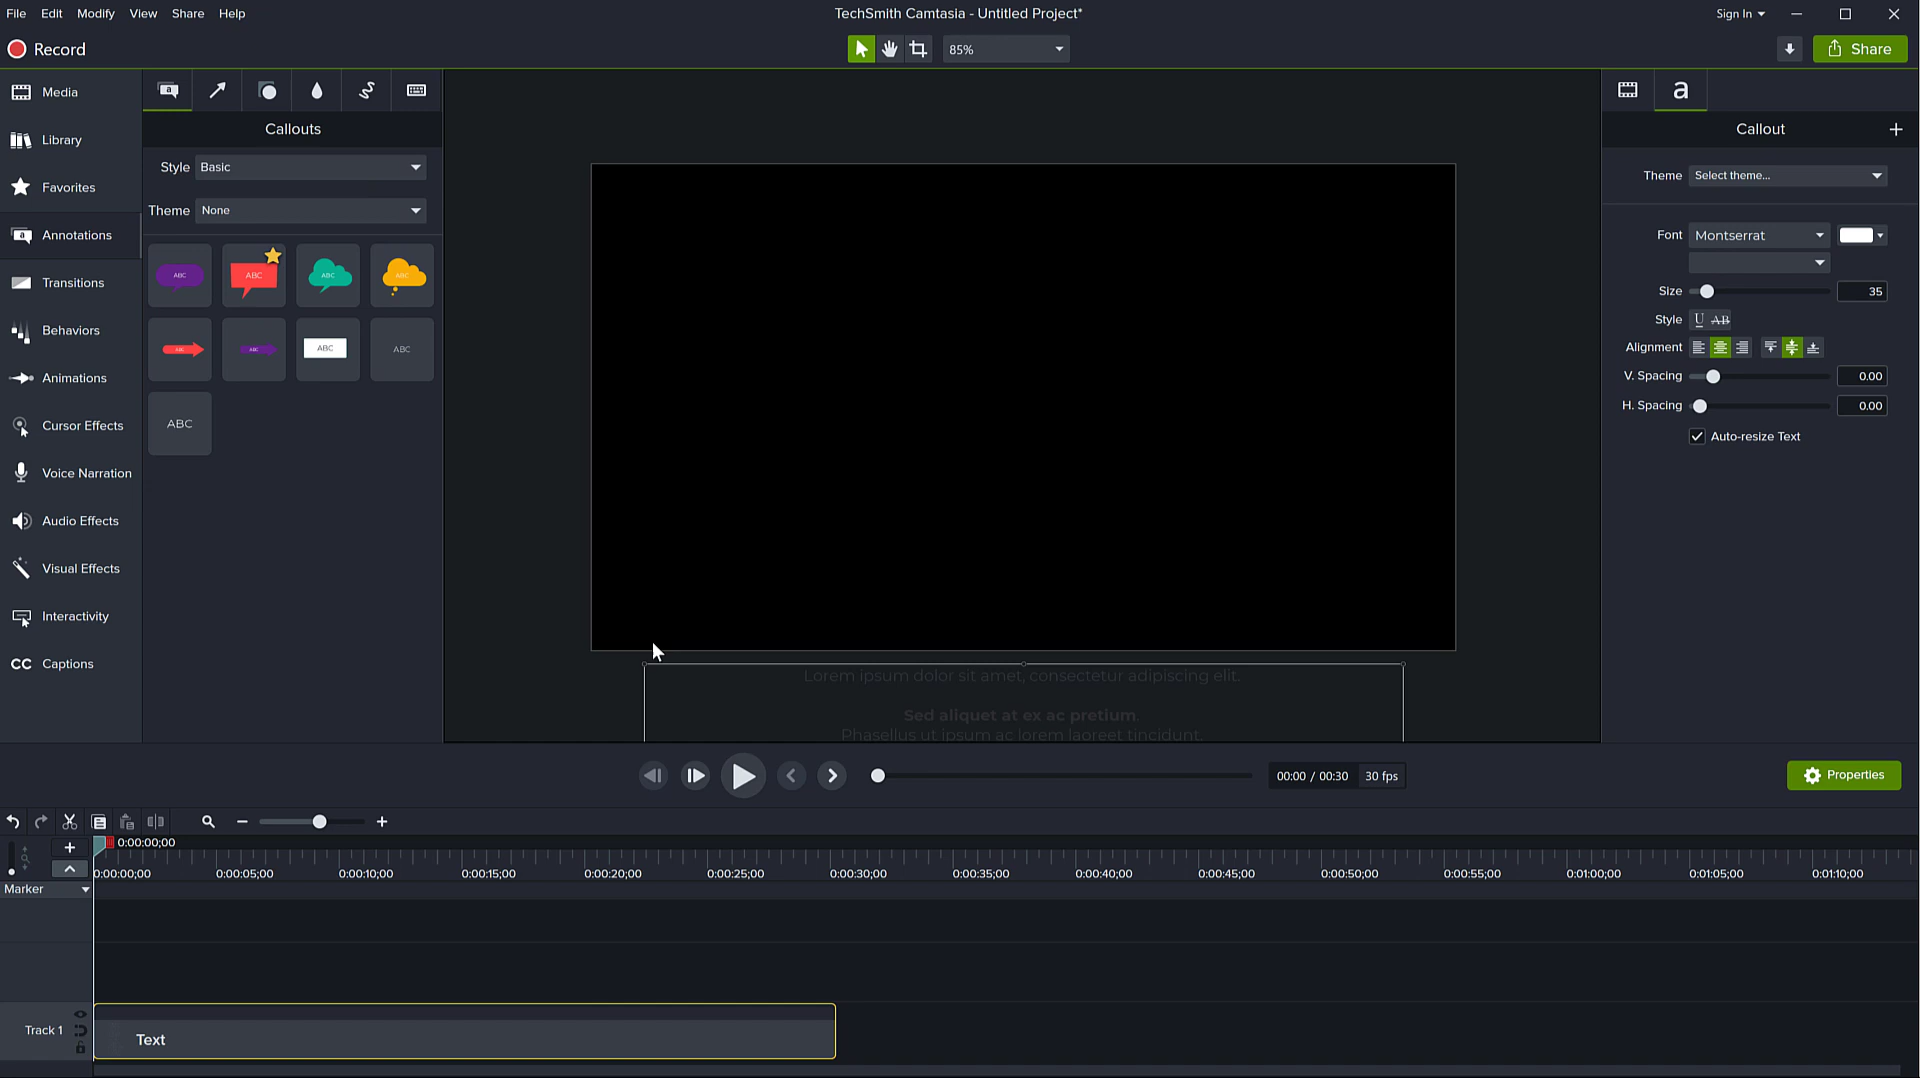 File Edit Modify View Share Help
TechSmith Camtasia - Untitled Project*
Sign In
Record
85%
Share
Media
Library
Favorites
Annotations
Transitions
Behaviors
Animations
Cursor Effects
Voice Narration
Audio Effects
Visual Effects
Interactivity
CC Captions
a
Callouts
Style Basic
Theme None
ABC ABC ABC ABC
ABC ABC ABC ABC
ABC
Lorem ipsum dolor sit amet, consectetur adipiscing elit.
Sed aliquet at ex ac pretium
Phasellus ut ipsum ac lorem laoreet tincidunt.
a
Callout
Theme Select theme...
Font Montserrat
Size 35
Style U AB
Alignment
V. Spacing 0.00
H. Spacing 0.00
Auto-resize Text
00:00 / 00:30 30 fps
Properties
0:00:00;00
0:00:00;00 0:00:05;00 0:00:10;00 0:00:15;00 0:00:20;00 0:00:25;00 0:00:30;00 0:00:35;00 0:00:40;00 0:00:45;00 0:00:50;00 0:00:55;00 0:01:00;00 0:01:05;00 0:01:10;00
Marker
Track 1
Text